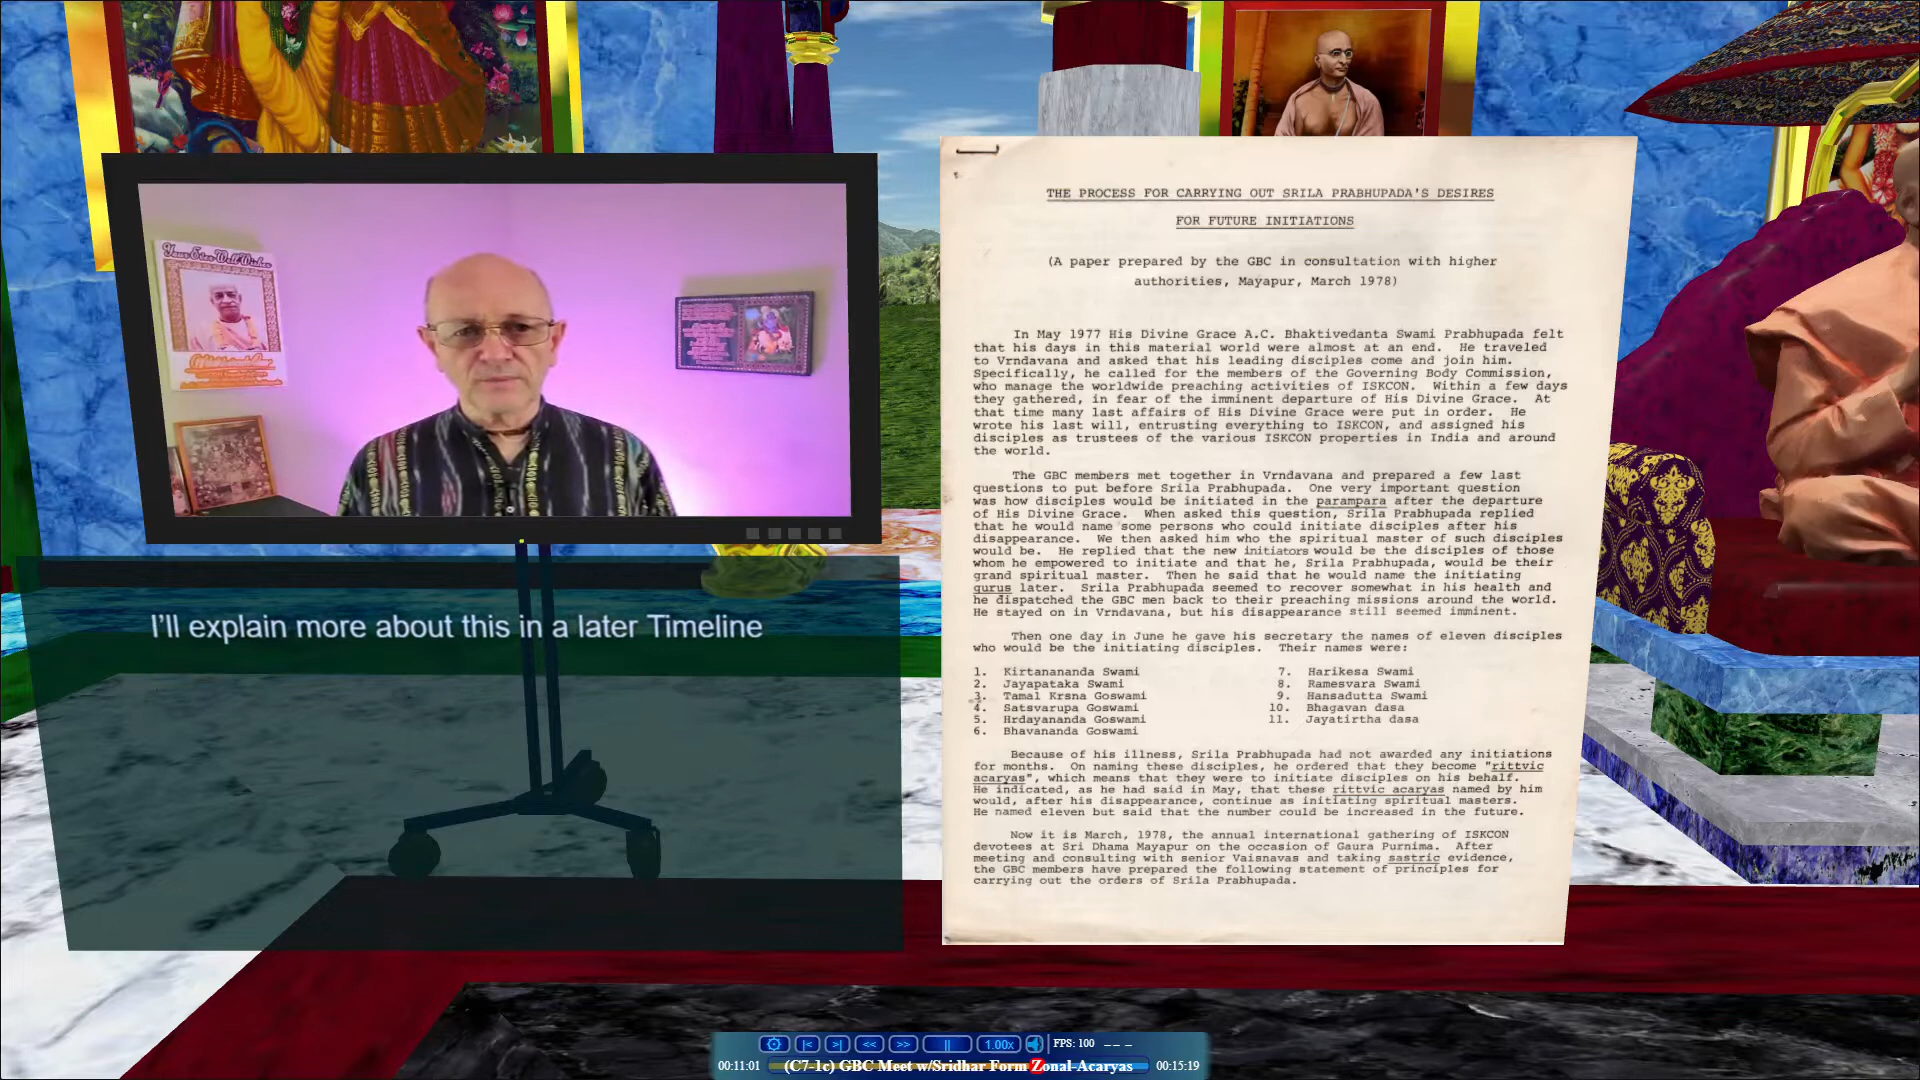 Your Ever Well Wisher
THE PROCESS FOR CARRYING OUT SRILA PRABHUPADA'S DESIRES
FOR FUTURE INITIATIONS
(A paper prepared by the GBC in consultation with higher
authorities, Mayapur, March 1978)
In May 1977 His Divine Grace A.C. Bhaktivedanta Swami Prabhupada felt
that his days in this material world were almost at an end. He traveled
to Vrndavana and asked that his leading disciples come and join him.
Specifically, he called for the members of the Governing Body Commission,
who manage the worldwide preaching activities of ISKCON. Within a few days
they gathered, in fear of the imminent departure of His Divine Grace. At
that time many last affairs of His Divine Grace were put in order. He
wrote his last will, entrusting everything to ISKCON, and assigned his
disciples as trustees of the various ISKCON properties in India and around
the world.
The GBC members met together in Vrndavana and prepared a few last
questions to put before Srila Prabhupada. One very important question
was how disciples would be initiated in the parampara after the departure
of His Divine Grace. When asked this question, Srila Prabhupada replied
that he would name some persons who could initiate disciples after his
disappearance. We then asked him who the spiritual master of such disciples
would be. He replied that the new initiators would be the disciples of those
whom he empowered to initiate and that he, Srila Prabhupada, would be their
grand spiritual master. Then he said that he would name the initiating
gurus later. Srila Prabhupada seemed to recover somewhat in his health and
he dispatched the GBC men back to their preaching missions around the world.
He stayed on in Vrndavana, but his disappearance still seemed imminent.
Then one day in June he gave his secretary the names of eleven disciples
who would be the initiating disciples. Their names were:
1. Kirtanananda Swami
2. Jayapataka Swami
3. Tamal Krsna Goswami
4. Satsvarupa Goswami
5. Hrdayananda Goswami
6. Bhavananda Goswami
7. Harikesa Swami
8. Ramesvara Swami
9. Hansadutta Swami
10. Bhagavan dasa
11. Jayatirtha dasa
Because of his illness, Srila Prabhupada had not awarded any initiations
for months. On naming these disciples, he ordered that they become "rittvic
acaryas", which means that they were to initiate disciples on his behalf.
He indicated, as he had said in May, that these rittvic acaryas named by him
would, after his disappearance, continue as initiating spiritual masters.
He named eleven but said that the number could be increased in the future.
Now it is March, 1978, the annual international gathering of ISKCON
devotees at Sri Dhama Mayapur on the occasion of Gaura Purnima. After
meeting and consulting with senior Vaisnavas and taking sastric evidence,
the GBC members have prepared the following statement of principles for
carrying out the orders of Srila Prabhupada.
I'll explain more about this in a later Timeline
|< >| << >> || 1.00x FPS: 100 _ _ _
00:11:01 (C7-1c) GBC Meet w/Sridhar Form Zonal-Acaryas 00:15:19